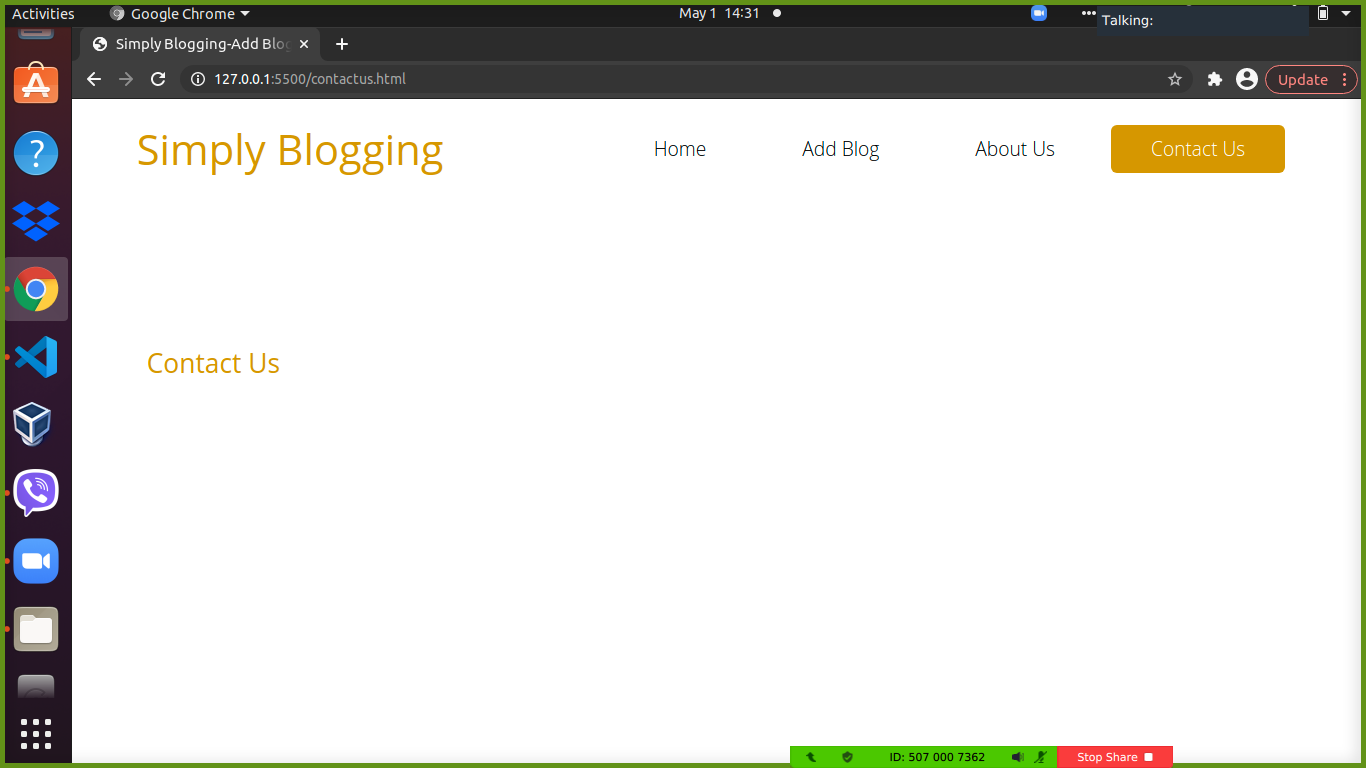 Activities
Google Chrome
May 1 14:31
Talking:
Simply Blogging-Add Blog
127.0.0.1:5500/contactus.html
Update
Simply Blogging
Home
Add Blog
About Us
Contact Us
Contact Us
ID: 507 000 7362
Stop Share